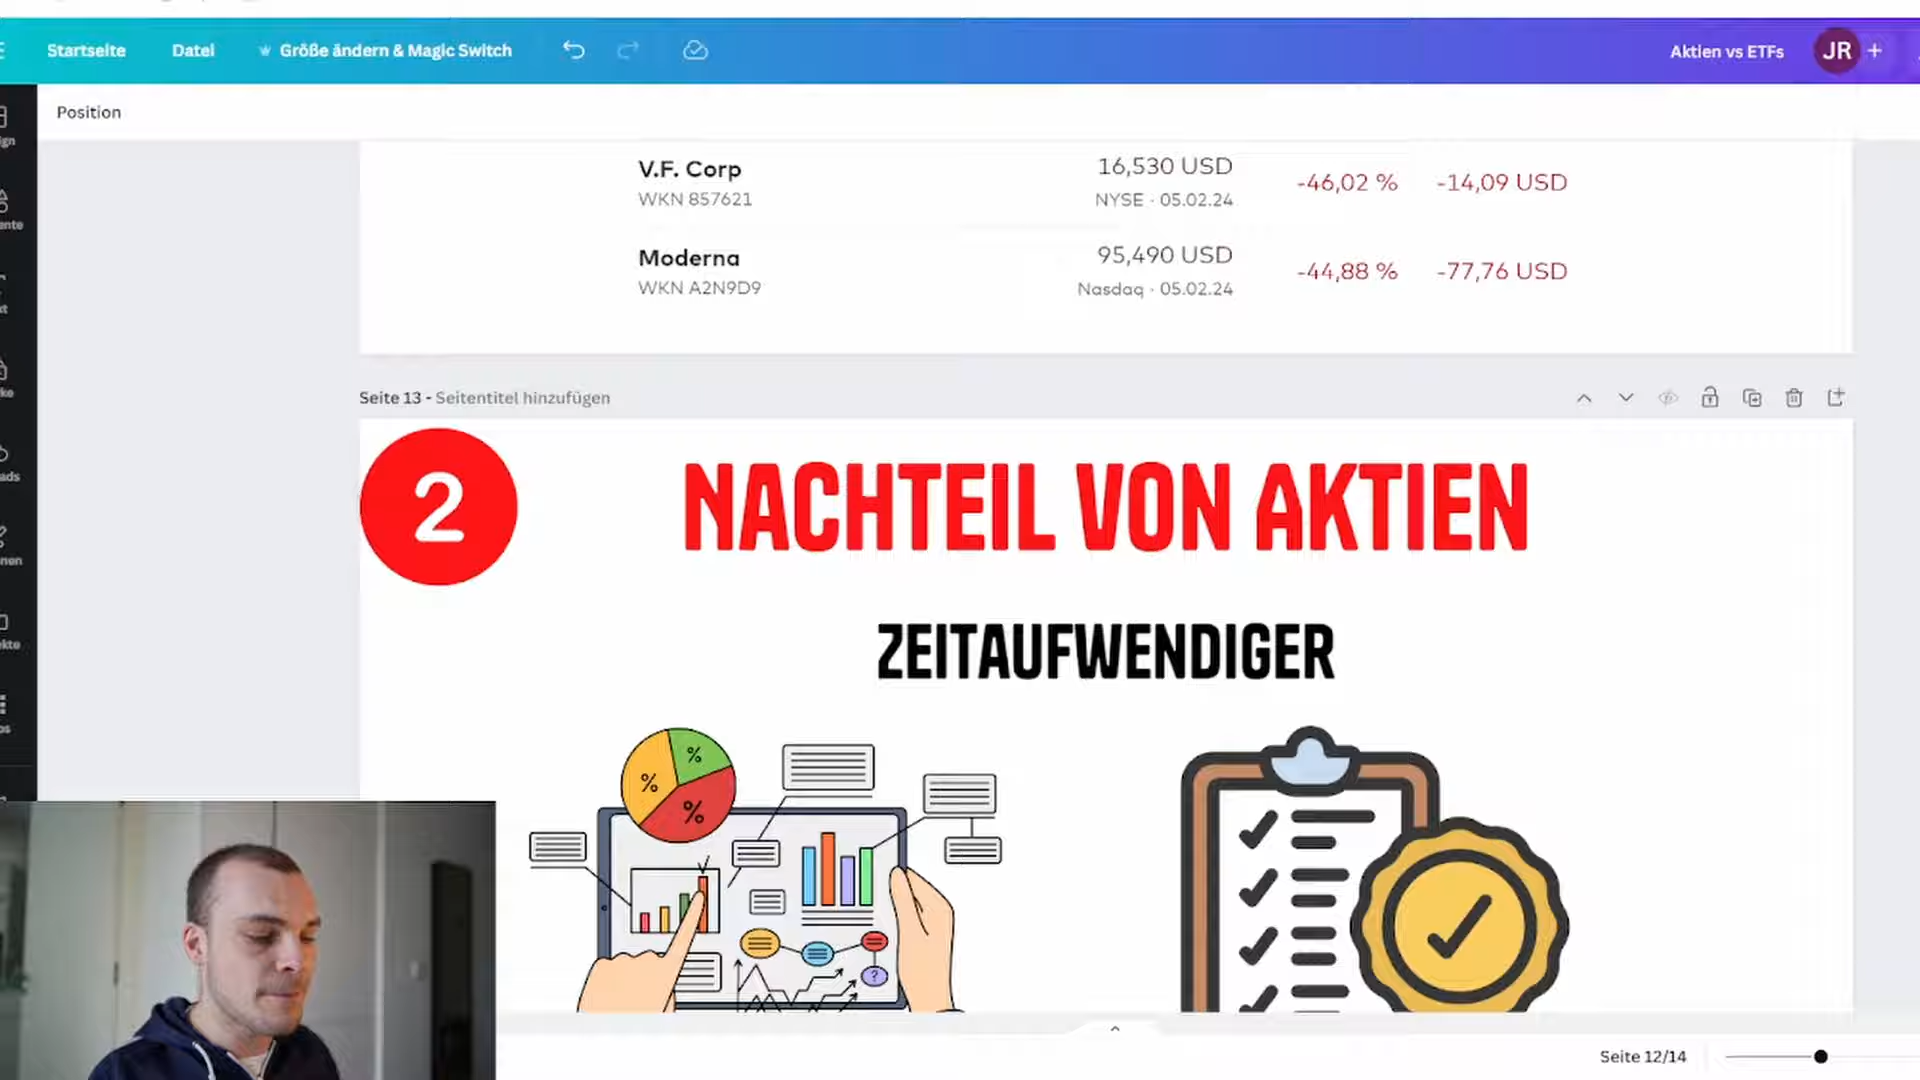 Startseite
Datei
Größe ändern & Magic Switch
Aktien vs ETFs
JR
Position
V.F. Corp
WKN 857621
16,530 USD
NYSE · 05.02.24
-46,02 %
-14,09 USD
Moderna
WKN A2N9D9
95,490 USD
Nasdaq · 05.02.24
-44,88 %
-77,76 USD
Seite 13 - Seitentitel hinzufügen
2
NACHTEIL VON AKTIEN
ZEITAUFWENDIGER
%
%
%
?
Seite 12/14